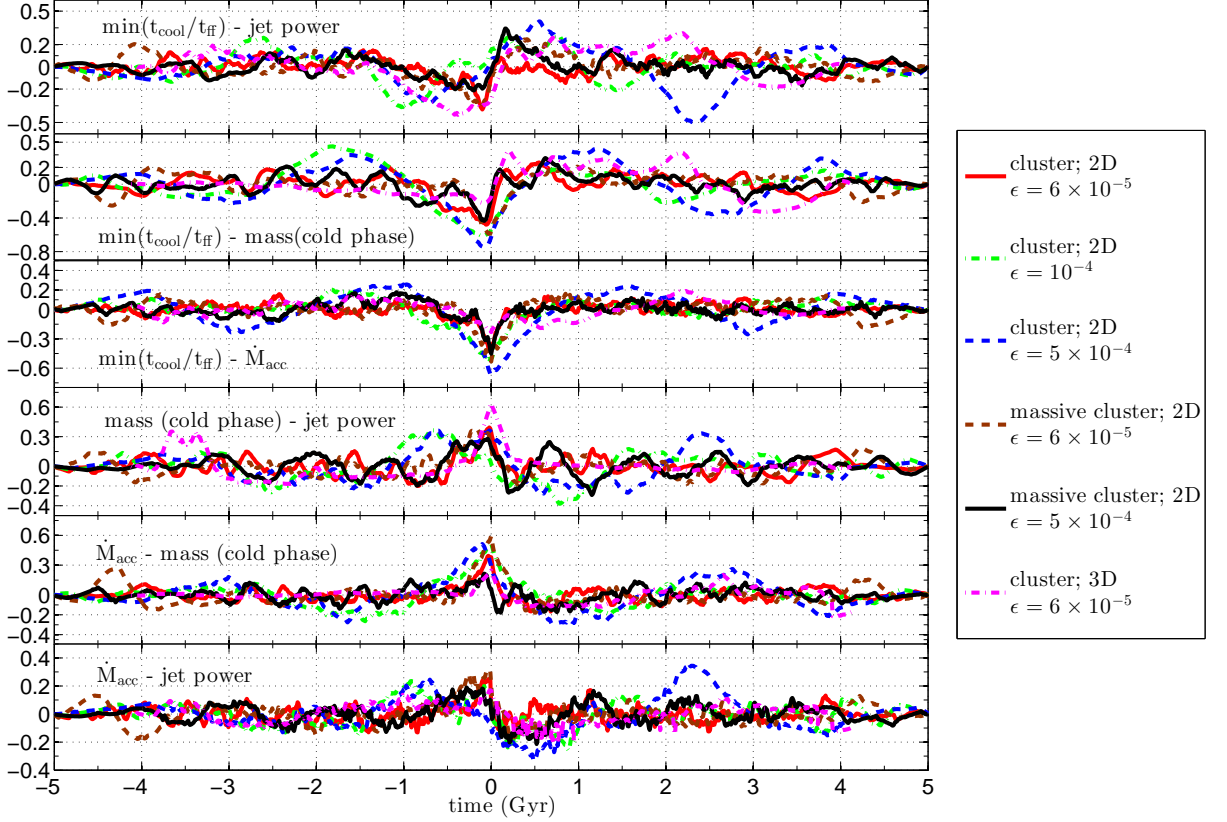 min(t_cool/t_ff) - jet power
0.5
0.2
0
−0.2
−0.5
0.5
0.2
0
−0.4
−0.8
min(t_cool/t_ff) - mass(cold phase)
0.4
0.2
0
−0.3
−0.6
min(t_cool/t_ff) - Ṁ_acc
0.6
0.3
0
−0.2
−0.4
mass (cold phase) - jet power
0.6
0.3
0
−0.2
−0.4
Ṁ_acc - mass (cold phase)
0.4
0.2
0
−0.2
−0.4
Ṁ_acc - jet power
−5 −4 −3 −2 −1 0 1 2 3 4 5
time (Gyr)
cluster; 2D
ϵ = 6 × 10⁻⁵
cluster; 2D
ϵ = 10⁻⁴
cluster; 2D
ϵ = 5 × 10⁻⁴
massive cluster; 2D
ϵ = 6 × 10⁻⁵
massive cluster; 2D
ϵ = 5 × 10⁻⁴
cluster; 3D
ϵ = 6 × 10⁻⁵